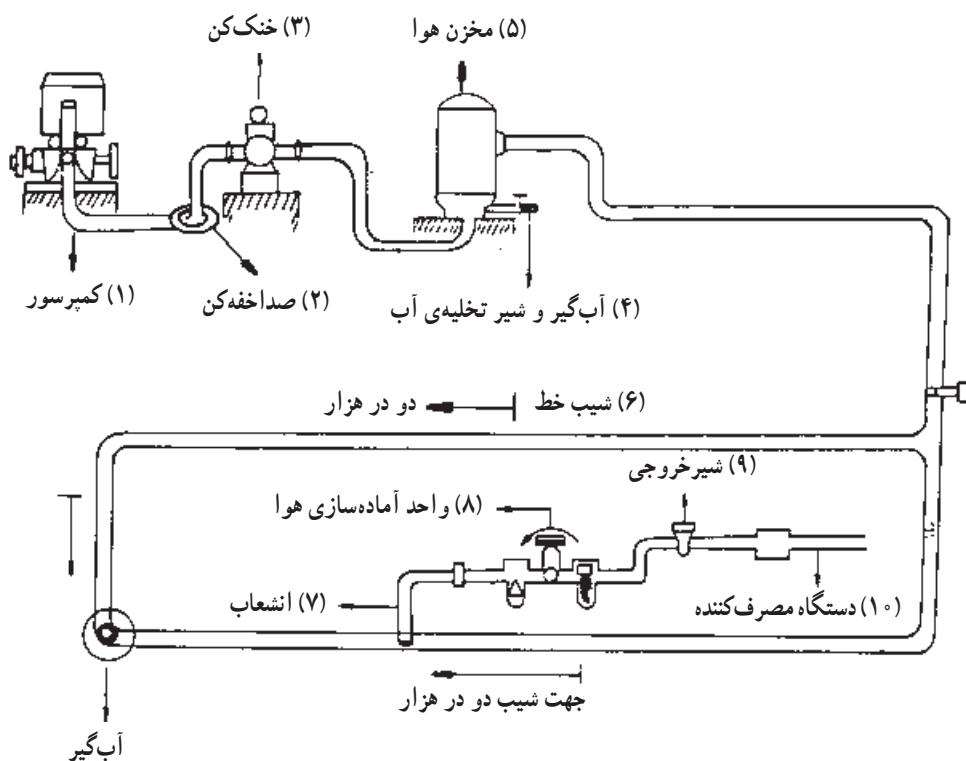 (۳) خنک‌کن
(۵) مخزن هوا
(۱) کمپرسور
(۲) صداخفه‌کن
(۴) آب‌گیر و شیر تخلیه‌ی آب
(۶) شیب خط
دو در هزار
(۹) شیرخروجی
(۸) واحد آماده‌سازی هوا
(۷) انشعاب
(۱۰) دستگاه مصرف‌کننده
جهت شیب دو در هزار
آب‌گیر